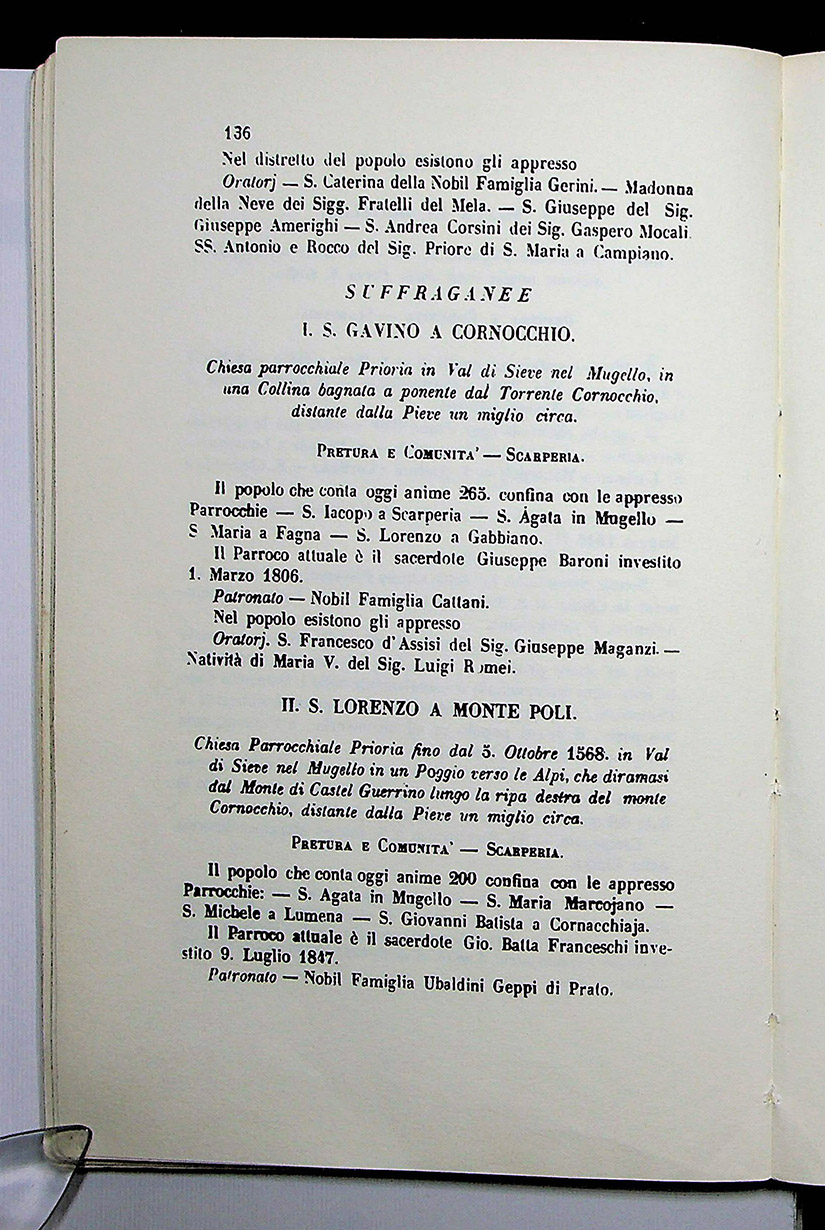 136
Nel distretto del popolo esistono gli appresso
Oratorj — S. Caterina della Nobil Famiglia Gerini. — Madonna
della Neve dei Sigg. Fratelli del Mela. — S. Giuseppe del Sig.
Giuseppe Amerighi — S. Andrea Corsini dei Sig. Gaspero Mocali
SS. Antonio e Rocco del Sig. Priore di S. Maria a Campiano.
SUFFRAGANEE
I. S. GAVINO A CORNOCCHIO.
Chiesa parrocchiale Prioria in Val di Sieve nel Mugello, in
una Collina bagnata a ponente dal Torrente Cornocchio,
distante dalla Pieve un miglio circa.
PRETURA E COMUNITA' — SCARPERIA.
Il popolo che conta oggi anime 265. confina con le appresso
Parrocchie — S. Iacopo a Scarperia — S. Agata in Mugello —
S Maria a Fagna — S. Lorenzo a Gabbiano.
Il Parroco attuale è il sacerdote Giuseppe Baroni investito
1. Marzo 1806.
Patronato — Nobil Famiglia Cattani.
Nel popolo esistono gli appresso
Oratorj. S. Francesco d'Assisi del Sig. Giuseppe Maganzi. —
Natività di Maria V. del Sig. Luigi Romei.
II. S. LORENZO A MONTE POLI.
Chiesa Parrocchiale Prioria fino dal 5. Ottobre 1568. in Val
di Sieve nel Mugello in un Poggio verso le Alpi, che diramasi
dal Monte di Castel Guerrino lungo la ripa destra del monte
Cornocchio, distante dalla Pieve un miglio circa.
PRETURA E COMUNITA' — SCARPERIA.
Il popolo che conta oggi anime 200 confina con le appresso
Parrocchie: — S. Agata in Mugello — S. Maria Marcojano —
S. Michele a Lumena — S. Giovanni Batista a Cornacchiaja.
Il Parroco attuale è il sacerdote Gio. Batta Franceschi inve-
stito 9. Luglio 1847.
Patronato — Nobil Famiglia Ubaldini Geppi di Prato.